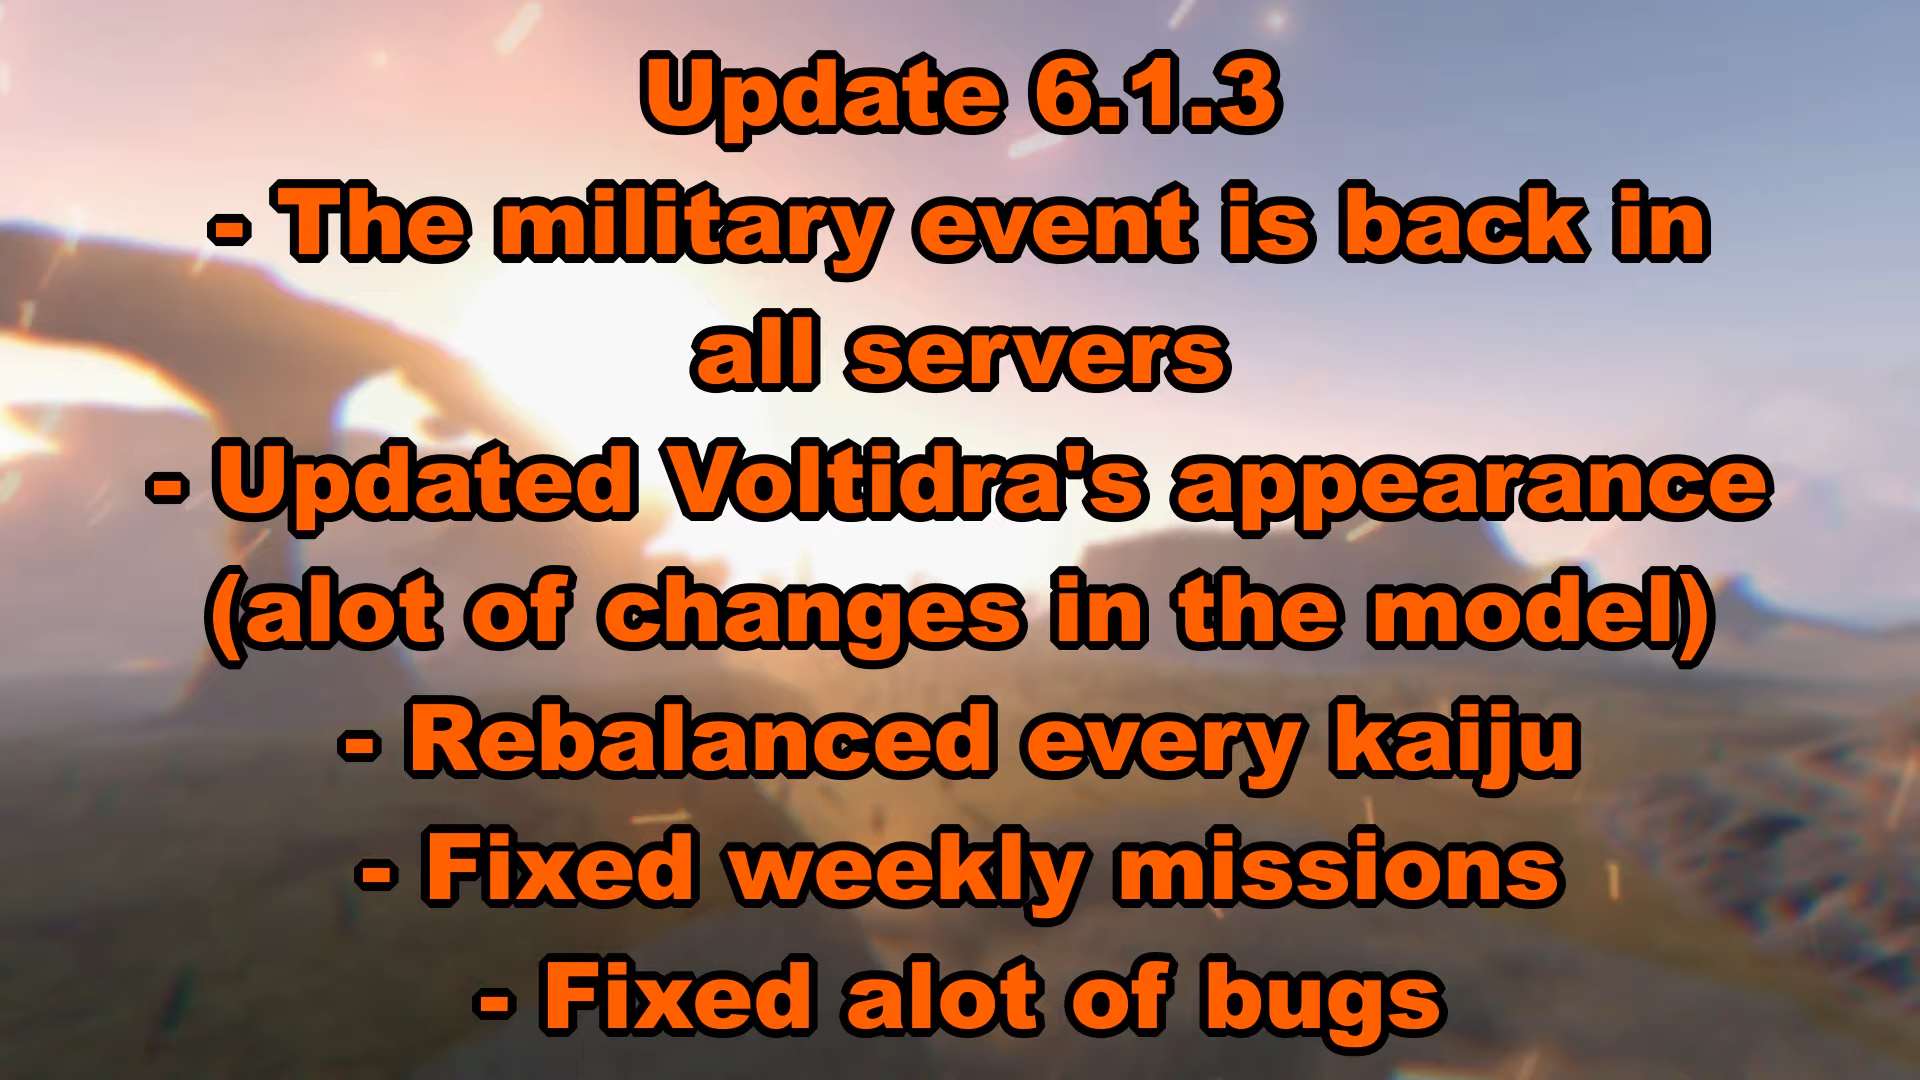 Update 6.1.3
- The military event is back in
all servers
- Updated Voltidra's appearance
(alot of changes in the model)
- Rebalanced every kaiju
- Fixed weekly missions
- Fixed alot of bugs